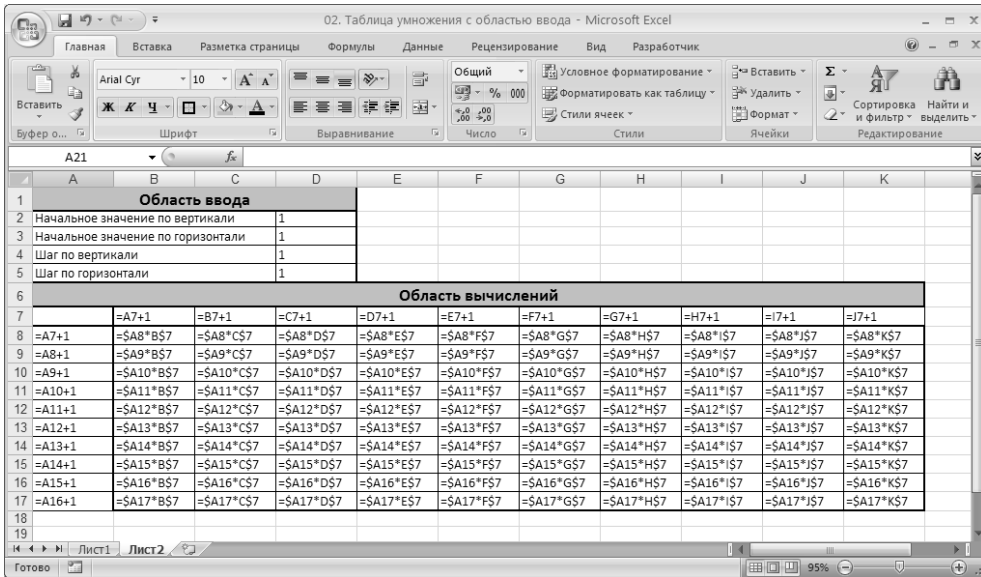 02. Таблица умножения с областью ввода - Microsoft Excel
Главная Вставка Разметка страницы Формулы Данные Рецензирование Вид Разработчик
Вставить
Arial Cyr 10
Ж К Ч
Общий
% 000
Условное форматирование
Форматировать как таблицу
Стили ячеек
Вставить
Удалить
Формат
Σ
Сортировка и фильтр
Найти и выделить
Буфер о... Шрифт Выравнивание Число Стили Ячейки Редактирование
A21 fx
A B C D E F G H I J K
1 Область ввода
2 Начальное значение по вертикали 1
3 Начальное значение по горизонтали 1
4 Шаг по вертикали 1
5 Шаг по горизонтали 1
6 Область вычислений
7 =A7+1 =B7+1 =C7+1 =D7+1 =E7+1 =F7+1 =G7+1 =H7+1 =I7+1 =J7+1
8 =A7+1 =$A8*B$7 =$A8*C$7 =$A8*D$7 =$A8*E$7 =$A8*F$7 =$A8*G$7 =$A8*H$7 =$A8*I$7 =$A8*J$7 =$A8*K$7
9 =A8+1 =$A9*B$7 =$A9*C$7 =$A9*D$7 =$A9*E$7 =$A9*F$7 =$A9*G$7 =$A9*H$7 =$A9*I$7 =$A9*J$7 =$A9*K$7
10 =A9+1 =$A10*B$7 =$A10*C$7 =$A10*D$7 =$A10*E$7 =$A10*F$7 =$A10*G$7 =$A10*H$7 =$A10*I$7 =$A10*J$7 =$A10*K$7
11 =A10+1 =$A11*B$7 =$A11*C$7 =$A11*D$7 =$A11*E$7 =$A11*F$7 =$A11*G$7 =$A11*H$7 =$A11*I$7 =$A11*J$7 =$A11*K$7
12 =A11+1 =$A12*B$7 =$A12*C$7 =$A12*D$7 =$A12*E$7 =$A12*F$7 =$A12*G$7 =$A12*H$7 =$A12*I$7 =$A12*J$7 =$A12*K$7
13 =A12+1 =$A13*B$7 =$A13*C$7 =$A13*D$7 =$A13*E$7 =$A13*F$7 =$A13*G$7 =$A13*H$7 =$A13*I$7 =$A13*J$7 =$A13*K$7
14 =A13+1 =$A14*B$7 =$A14*C$7 =$A14*D$7 =$A14*E$7 =$A14*F$7 =$A14*G$7 =$A14*H$7 =$A14*I$7 =$A14*J$7 =$A14*K$7
15 =A14+1 =$A15*B$7 =$A15*C$7 =$A15*D$7 =$A15*E$7 =$A15*F$7 =$A15*G$7 =$A15*H$7 =$A15*I$7 =$A15*J$7 =$A15*K$7
16 =A15+1 =$A16*B$7 =$A16*C$7 =$A16*D$7 =$A16*E$7 =$A16*F$7 =$A16*G$7 =$A16*H$7 =$A16*I$7 =$A16*J$7 =$A16*K$7
17 =A16+1 =$A17*B$7 =$A17*C$7 =$A17*D$7 =$A17*E$7 =$A17*F$7 =$A17*G$7 =$A17*H$7 =$A17*I$7 =$A17*J$7 =$A17*K$7
18
19
Лист1 Лист2
Готово 95%